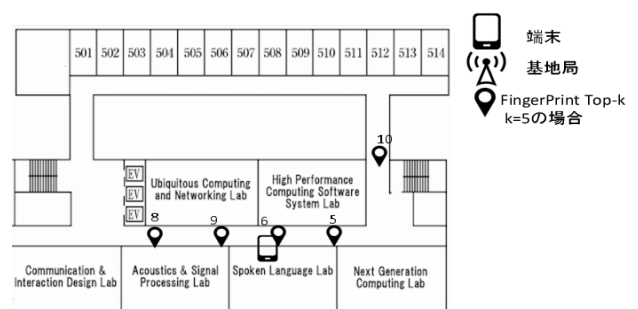 501 502 503 504 505 506 507 508 509 510 511 512 513 514
端末
基地局
FingerPrint Top-k
k=5の場合
10
EV
EV
EV
Ubiquitous Computing
and Networking Lab
High Performance
Computing Software
System Lab
8 9 6 5
Communication &
Interaction Design Lab
Acoustics & Signal
Processing Lab
Spoken Language Lab
Next Generation
Computing Lab